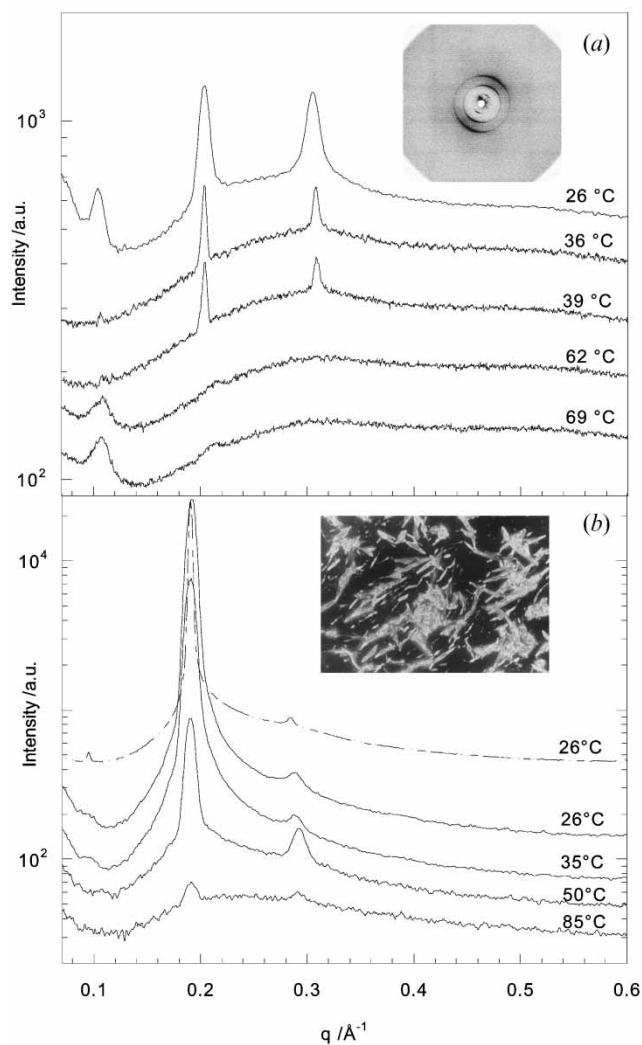 (a)
10³
Intensity /a.u.
26 °C
36 °C
39 °C
62 °C
69 °C
10²
(b)
10⁴
Intensity /a.u.
26°C
26°C
35°C
10²
50°C
85°C
0.1 0.2 0.3 0.4 0.5 0.6
q /Å⁻¹